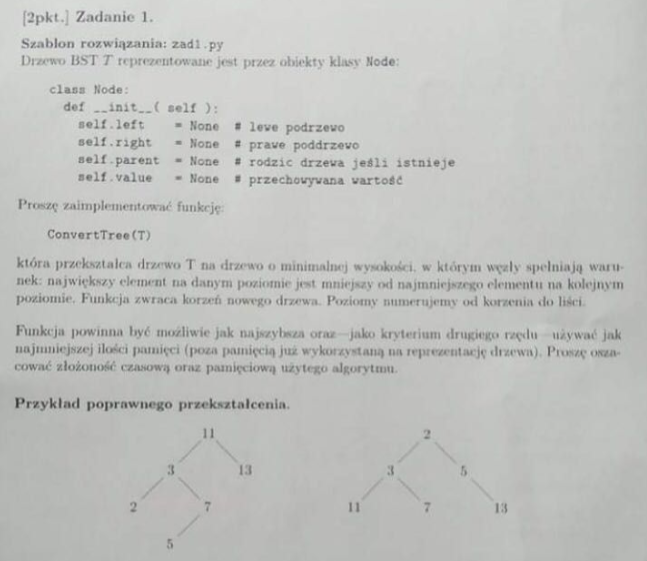 [2pkt.] Zadanie 1.
Szablon rozwiązania: zad1.py
Drzewo BST T reprezentowane jest przez obiekty klasy Node:
class Node:
def __init__( self ):
self.left = None # lewe podrzewo
self.right = None # prawe poddrzewo
self.parent = None # rodzic drzewa jeśli istnieje
self.value = None # przechowywana wartość
Proszę zaimplementować funkcję:
ConvertTree(T)
która przekształca drzewo T na drzewo o minimalnej wysokości, w którym węzły spełniają waru-
nek: największy element na danym poziomie jest mniejszy od najmniejszego elementu na kolejnym
poziomie. Funkcja zwraca korzeń nowego drzewa. Poziomy numerujemy od korzenia do liści.
Funkcja powinna być możliwie jak najszybsza oraz—jako kryterium drugiego rzędu—używać jak
najmniejszej ilości pamięci (poza pamięcią już wykorzystaną na reprezentację drzewa). Proszę osza-
cować złożoność czasową oraz pamięciową użytego algorytmu.
Przykład poprawnego przekształcenia.
11 2
3 13 3 5
2 7 11 7 13
5